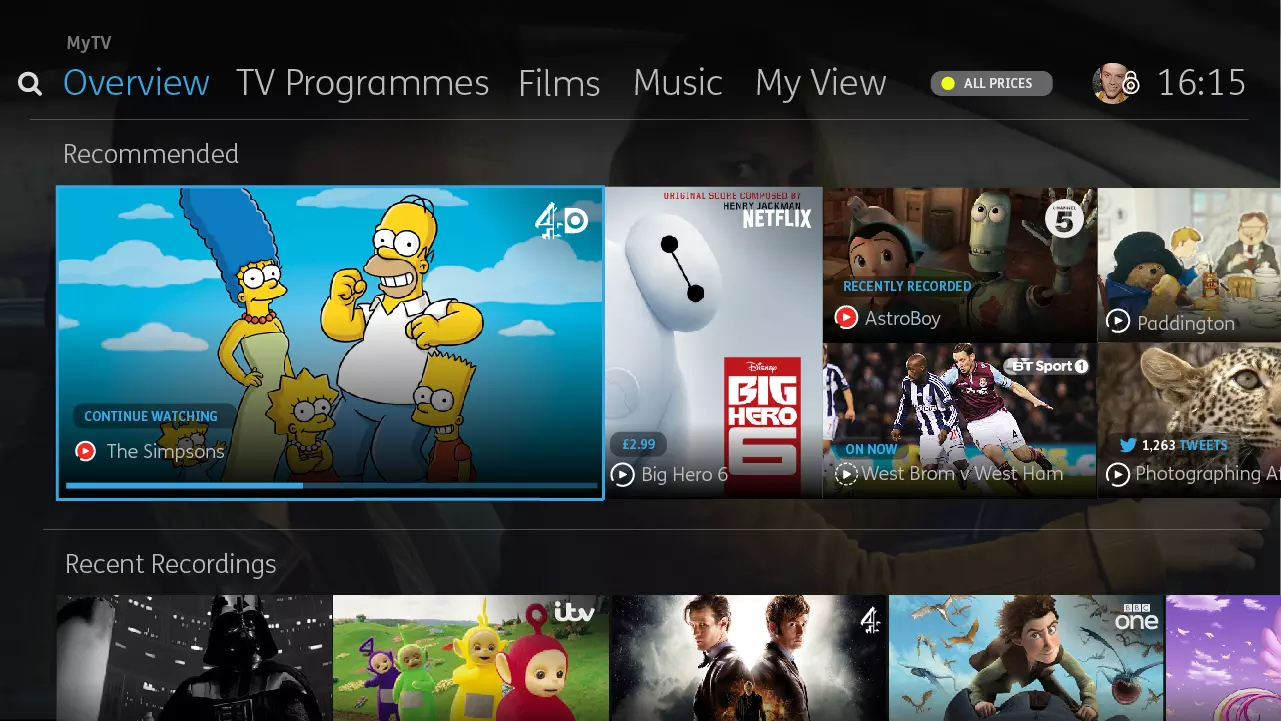 MyTV
Overview TV Programmes Films Music My View ALL PRICES 16:15
Recommended
4 D
CONTINUE WATCHING
The Simpsons
ORIGINAL SCORE COMPOSED BY
HENRY JACKMAN
NETFLIX
Disney
BIG
HERO
6
£2.99
Big Hero 6
CHANNEL
5
RECENTLY RECORDED
AstroBoy
Paddington
BT Sport 1
ON NOW
West Brom v West Ham
1,263 TWEETS
Photographing Af
Recent Recordings
itv
4
BBC
one